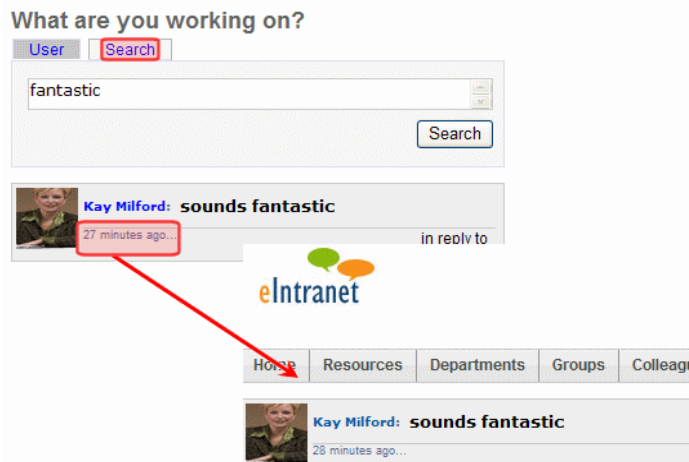 What are you working on?
User Search
fantastic
Search
Kay Milford: sounds fantastic
27 minutes ago...
in reply to
eIntranet
Home Resources Departments Groups Colleagu
Kay Milford: sounds fantastic
28 minutes ago...